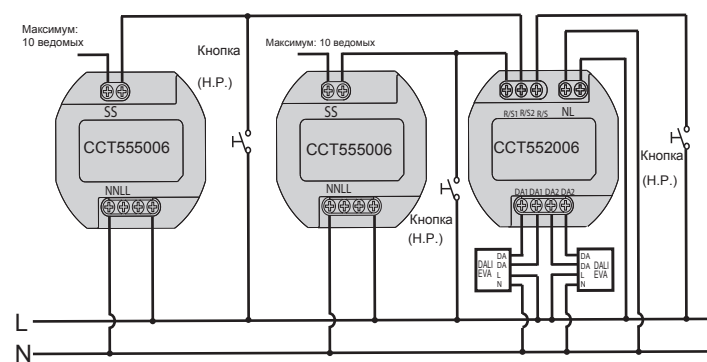 Максимум:
10 ведомых
Кнопка
(Н.Р.)
SS
CCT555006
NNLL
Максимум: 10 ведомых
SS
CCT555006
NNLL
Кнопка
(Н.Р.)
R/S1 R/S2 R/S
NL
CCT552006
DA1 DA1 DA2 DA2
Кнопка
(Н.Р.)
DALI
EVA
DA
DA
L
N
DA
DA
L
N
DALI
EVA
L
N